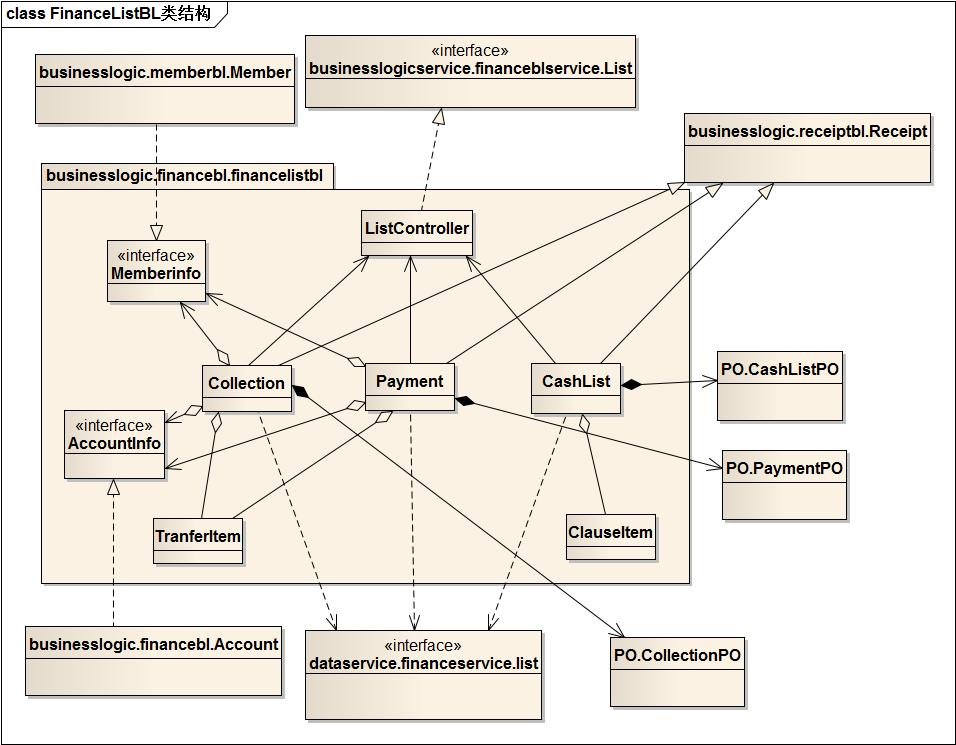 class FinanceListBL类结构
«interface»
businesslogicservice.financeblservice.List
businesslogic.memberbl.Member
businesslogic.receiptbl.Receipt
businesslogic.financebl.financelistbl
ListController
«interface»
Memberinfo
Collection
Payment
CashList
PO.CashListPO
«interface»
AccountInfo
PO.PaymentPO
TranferItem
ClauseItem
businesslogic.financebl.Account
«interface»
dataservice.financeservice.list
PO.CollectionPO